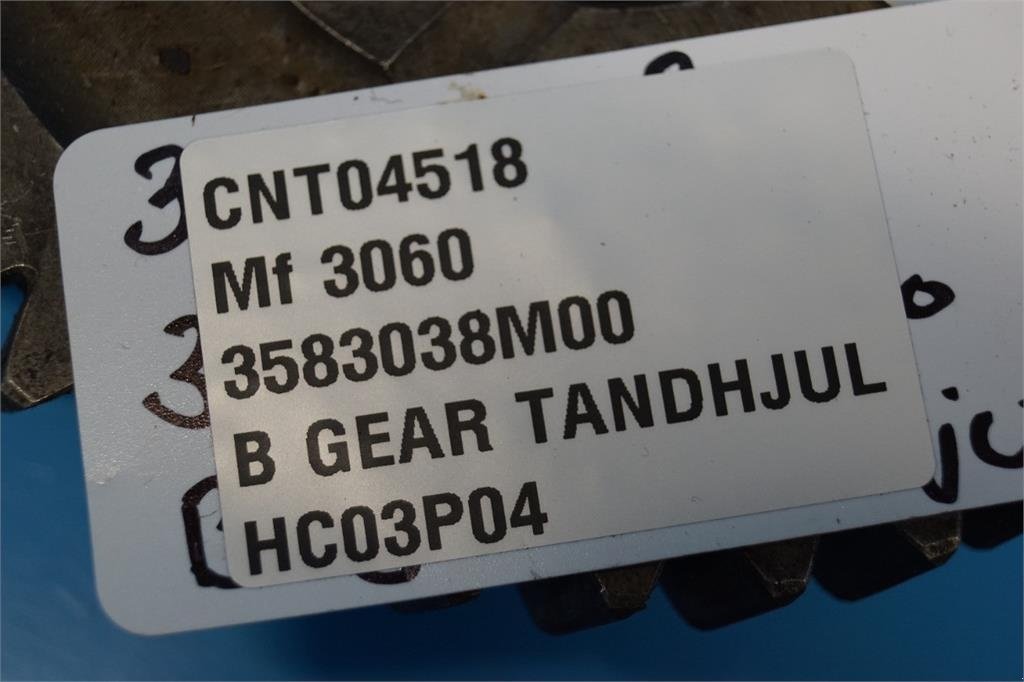 CNT04518
Mf 3060
3583038M00
B GEAR TANDHJUL
HC03P04